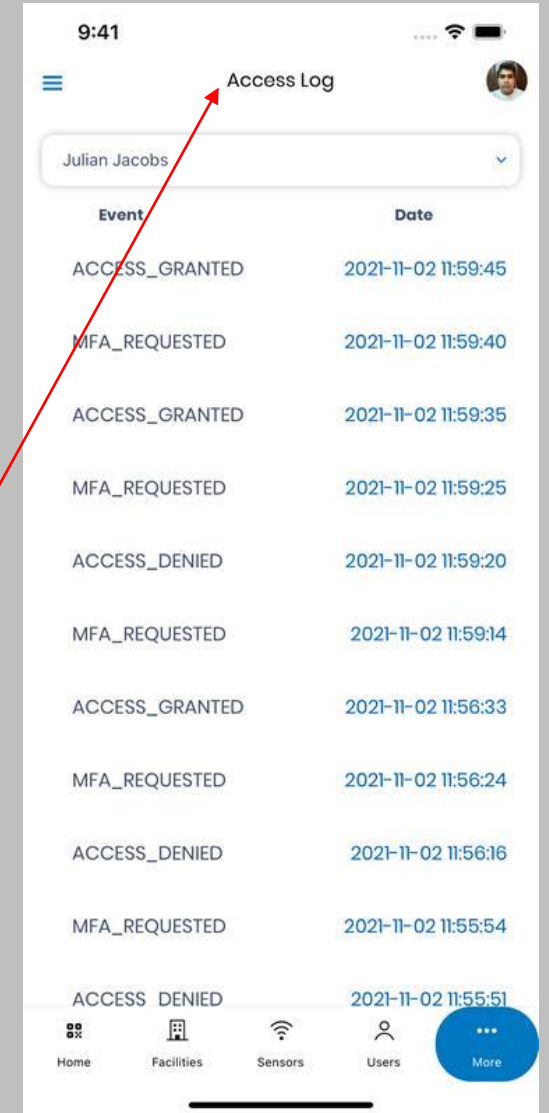 9:41
Access Log
Julian Jacobs
Event Date
ACCESS_GRANTED 2021-11-02 11:59:45
MFA_REQUESTED 2021-11-02 11:59:40
ACCESS_GRANTED 2021-11-02 11:59:35
MFA_REQUESTED 2021-11-02 11:59:25
ACCESS_DENIED 2021-11-02 11:59:20
MFA_REQUESTED 2021-11-02 11:59:14
ACCESS_GRANTED 2021-11-02 11:56:33
MFA_REQUESTED 2021-11-02 11:56:24
ACCESS_DENIED 2021-11-02 11:56:16
MFA_REQUESTED 2021-11-02 11:55:54
ACCESS_DENIED 2021-11-02 11:55:51
Home Facilities Sensors Users More